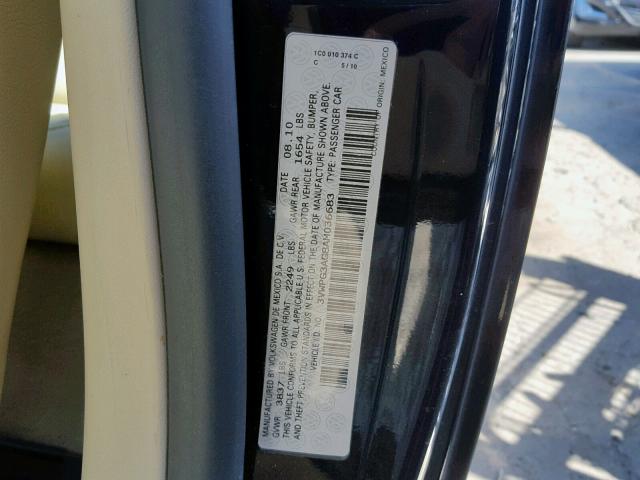 1C0 010 374 C
C 5/10
MANUFACTURED BY VOLKSWAGEN DE MEXICO S.A. DE C.V. DATE 08.10
GVWR 3837 LBS GAWR FRONT 2249 LBS GAWR REAR 1654 LBS
THIS VEHICLE CONFORMS TO ALL APPLICABLE U.S. FEDERAL MOTOR VEHICLE SAFETY, BUMPER,
AND THEFT PREVENTION STANDARDS IN EFFECT ON THE DATE OF MANUFACTURE SHOWN ABOVE.
VEHICLE I.D. NO. 3VWPG3AG8AM036683 TYPE: PASSENGER CAR
COUNTRY OF ORIGIN: MEXICO